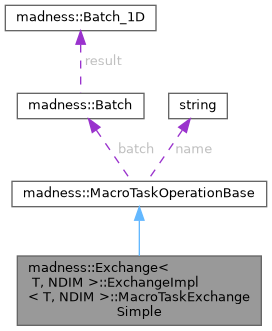 madness::Batch_1D
result
madness::Batch
string
batch
name
madness::MacroTaskOperationBase
madness::Exchange<
T, NDIM >::ExchangeImpl
< T, NDIM >::MacroTaskExchange
Simple